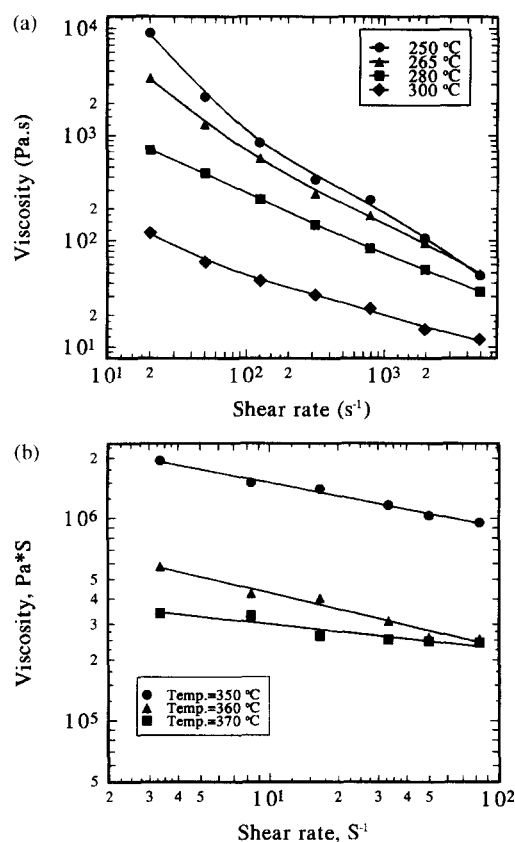 (a)
10⁴
2
10³
2
10²
2
10¹
Viscosity (Pa.s)
250 ℃
265 ℃
280 ℃
300 ℃
10¹ 2 10² 2 10³ 2
Shear rate (s⁻¹)
(b)
2
10⁶
5
4
3
2
10⁵
5
Viscosity, Pa*S
Temp.=350 ℃
Temp.=360 ℃
Temp.=370 ℃
2 3 4 5 10¹ 2 3 4 5 10²
Shear rate, S⁻¹